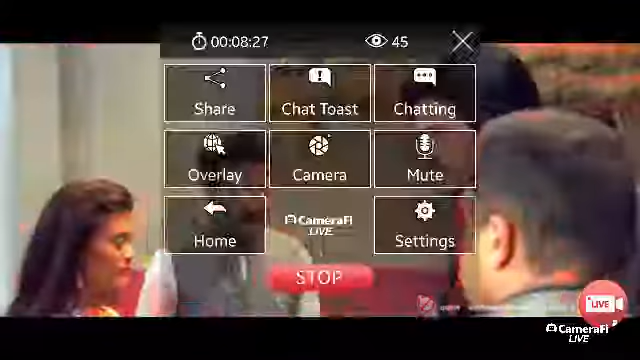 00:08:27
45
Share
Chat Toast
Chatting
Overlay
Camera
Mute
Home
CameraFi
LIVE
Settings
STOP
LIVE
CameraFi
LIVE